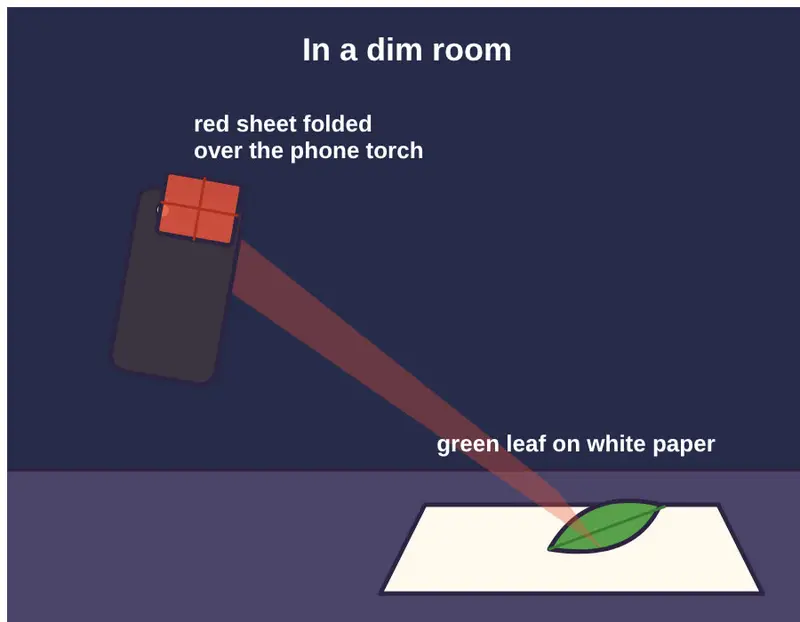 In a dim room
red sheet folded
over the phone torch
green leaf on white paper